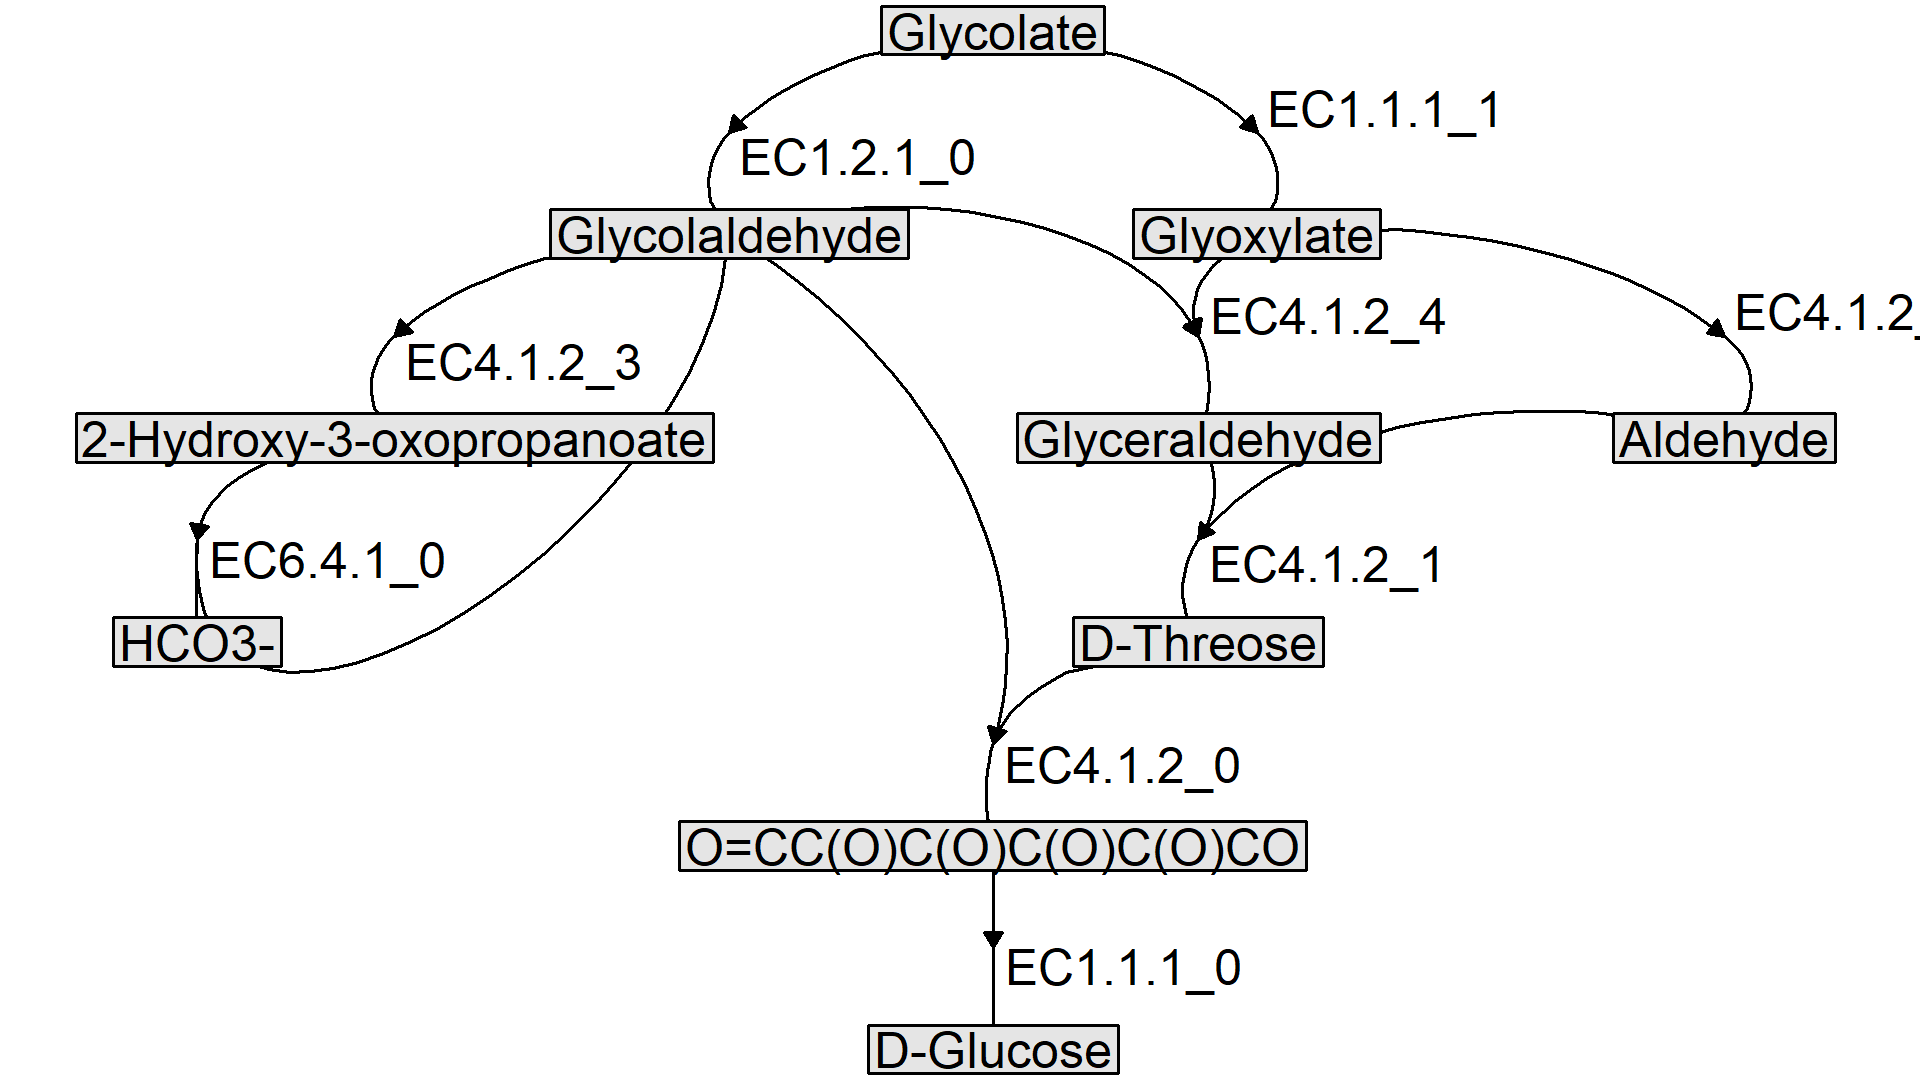 Glycolate
EC1.1.1_1
EC1.2.1_0
Glycolaldehyde
Glyoxylate
EC4.1.2_4
EC4.1.2_
EC4.1.2_3
2-Hydroxy-3-oxopropanoate
Glyceraldehyde
Aldehyde
EC6.4.1_0
EC4.1.2_1
HCO3-
D-Threose
EC4.1.2_0
O=CC(O)C(O)C(O)C(O)CO
EC1.1.1_0
D-Glucose